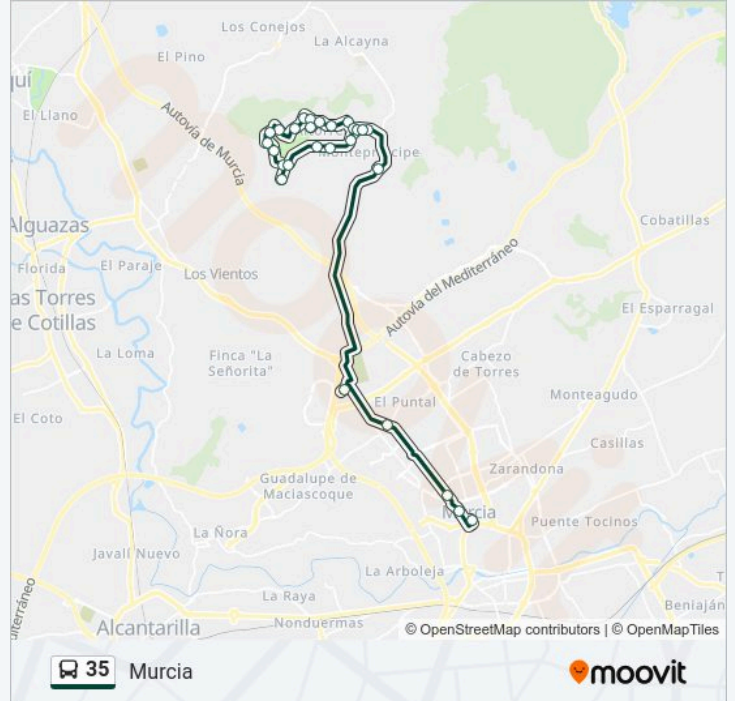 Los Conejos
La Alcayna
El Pino
quí
El Llano
Autovía de Murcia
Alguazas
Cobatillas
Florida
El Paraje
Los Vientos
Autovía del Mediterráneo
as Torres
e Cotillas
El Esparragal
La Loma
Finca "La
Señorita"
Cabezo
de Torres
El Coto
El Puntal
Monteagudo
Casillas
Zarandona
Guadalupe de
Maciascoque
Murcia
Puente Tocinos
La Ñora
Javalí Nuevo
La Arboleja
La Raya
Beniaján
Alcantarilla
Nonduermas
© OpenStreetMap contributors | © OpenMapTiles
35 Murcia
moovit